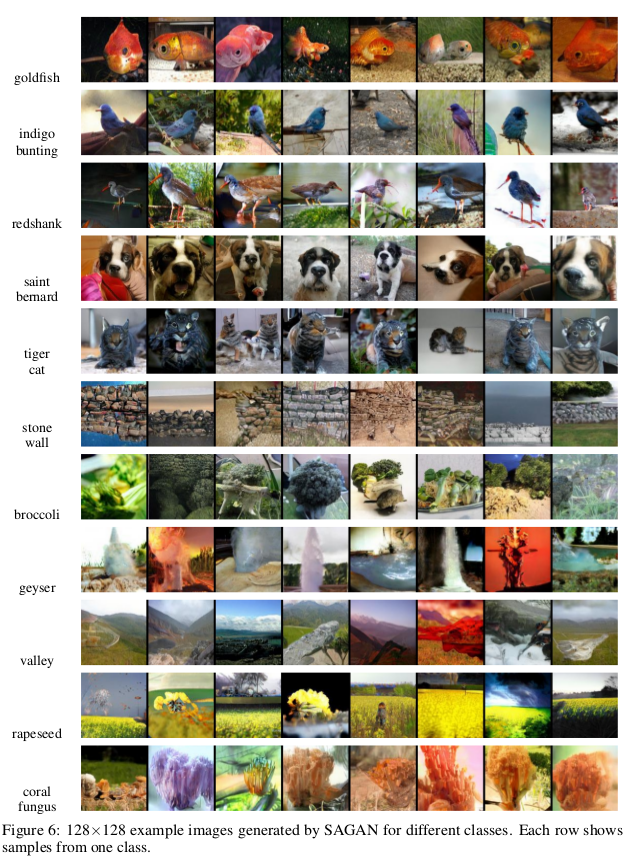 goldfish
indigo
bunting
redshank
saint
bernard
tiger
cat
stone
wall
broccoli
geyser
valley
rapeseed
coral
fungus
Figure 6: 128×128 example images generated by SAGAN for different classes. Each row shows
samples from one class.